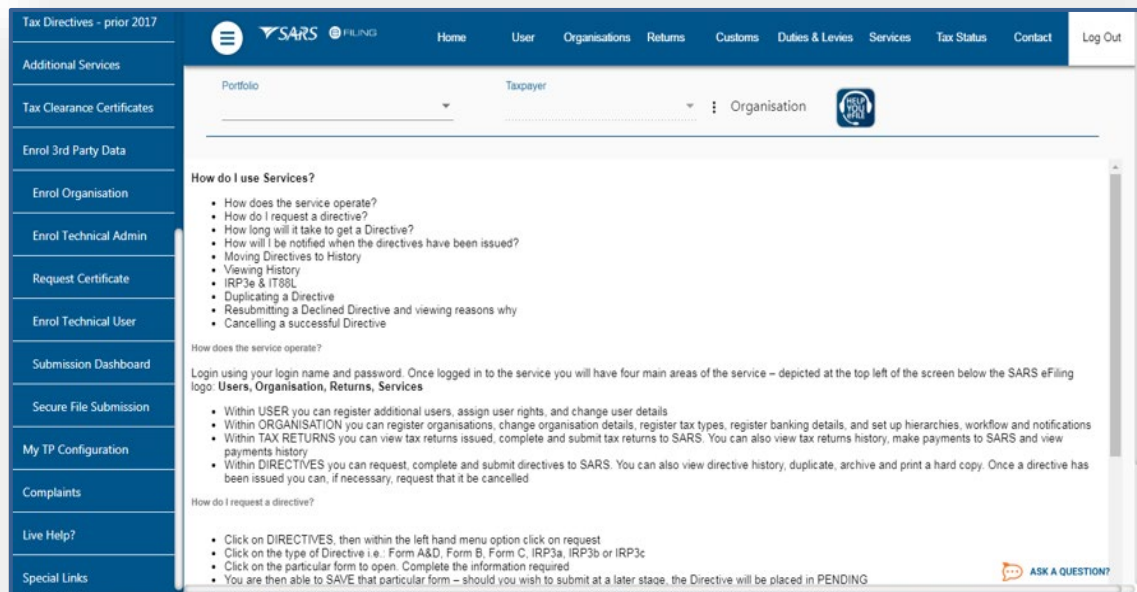 Tax Directives - prior 2017
Additional Services
Tax Clearance Certificates
Enrol 3rd Party Data
Enrol Organisation
Enrol Technical Admin
Request Certificate
Enrol Technical User
Submission Dashboard
Secure File Submission
My TP Configuration
Complaints
Live Help?
Special Links
SARS eFILING
Home User Organisations Returns Customs Duties & Levies Services Tax Status Contact Log Out
Portfolio
Taxpayer
Organisation
HELP YOU eFILE
How do I use Services?
• How does the service operate?
• How do I request a directive?
• How long will it take to get a Directive?
• How will I be notified when the directives have been issued?
• Moving Directives to History
• Viewing History
• IRP3e & IT88L
• Duplicating a Directive
• Resubmitting a Declined Directive and viewing reasons why
• Cancelling a successful Directive
How does the service operate?
Login using your login name and password. Once logged in to the service you will have four main areas of the service – depicted at the top left of the screen below the SARS eFiling
logo: Users, Organisation, Returns, Services
• Within USER you can register additional users, assign user rights, and change user details
• Within ORGANISATION you can register organisations, change organisation details, register tax types, register banking details, and set up hierarchies, workflow and notifications
• Within TAX RETURNS you can view tax returns issued, complete and submit tax returns to SARS. You can also view tax returns history, make payments to SARS and view
payments history
• Within DIRECTIVES you can request, complete and submit directives to SARS. You can also view directive history, duplicate, archive and print a hard copy. Once a directive has
been issued you can, if necessary, request that it be cancelled
How do I request a directive?
• Click on DIRECTIVES, then within the left hand menu option click on request
• Click on the type of Directive i.e.: Form A&D, Form B, Form C, IRP3a, IRP3b or IRP3c
• Click on the particular form to open. Complete the information required
• You are then able to SAVE that particular form – should you wish to submit at a later stage, the Directive will be placed in PENDING
ASK A QUESTION?